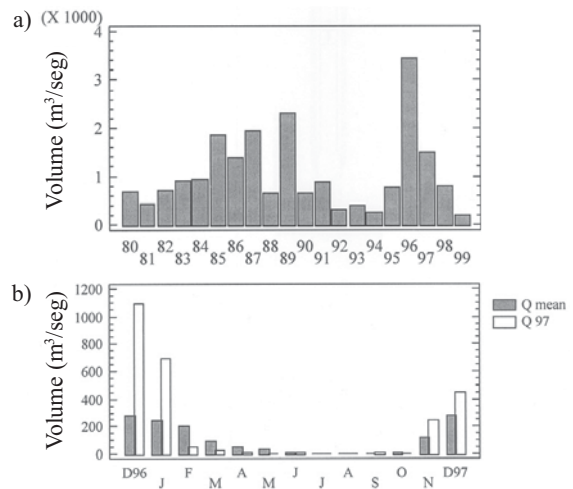 a)
(X 1000)
Volume (m³/seg)
4
3
2
1
0
80 82 84 86 88 90 92 94 96 98
81 83 85 87 89 91 93 95 97 99
b)
Volume (m³/seg)
1200
1000
800
600
400
200
0
D96 F A J A O D97
J M M J S N
Q mean
Q 97